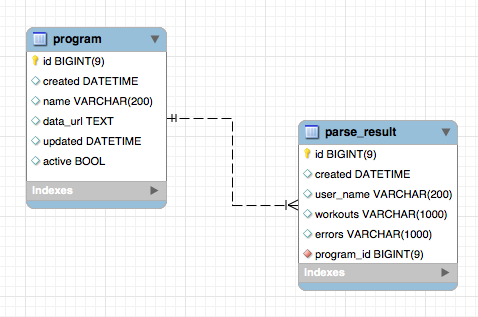 program
id BIGINT(9)
created DATETIME
name VARCHAR(200)
data_url TEXT
updated DATETIME
active BOOL
Indexes
parse_result
id BIGINT(9)
created DATETIME
user_name VARCHAR(200)
workouts VARCHAR(1000)
errors VARCHAR(1000)
program_id BIGINT(9)
Indexes